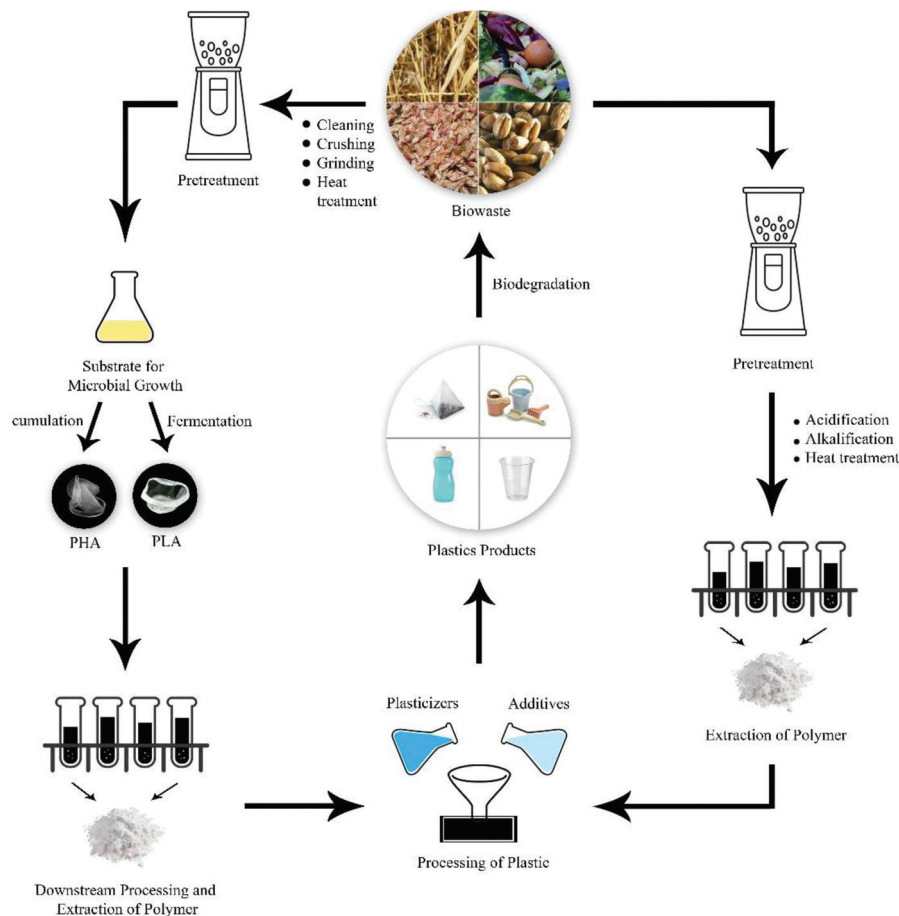 Biowaste
Cleaning
Crushing
Grinding
Heat
treatment
Pretreatment
Substrate for
Microbial Growth
cumulation
Fermentation
PHA
PLA
Downstream Processing and
Extraction of Polymer
Pretreatment
Acidification
Alkalification
Heat treatment
Extraction of Polymer
Plasticizers
Additives
Processing of Plastic
Plastics Products
Biodegradation